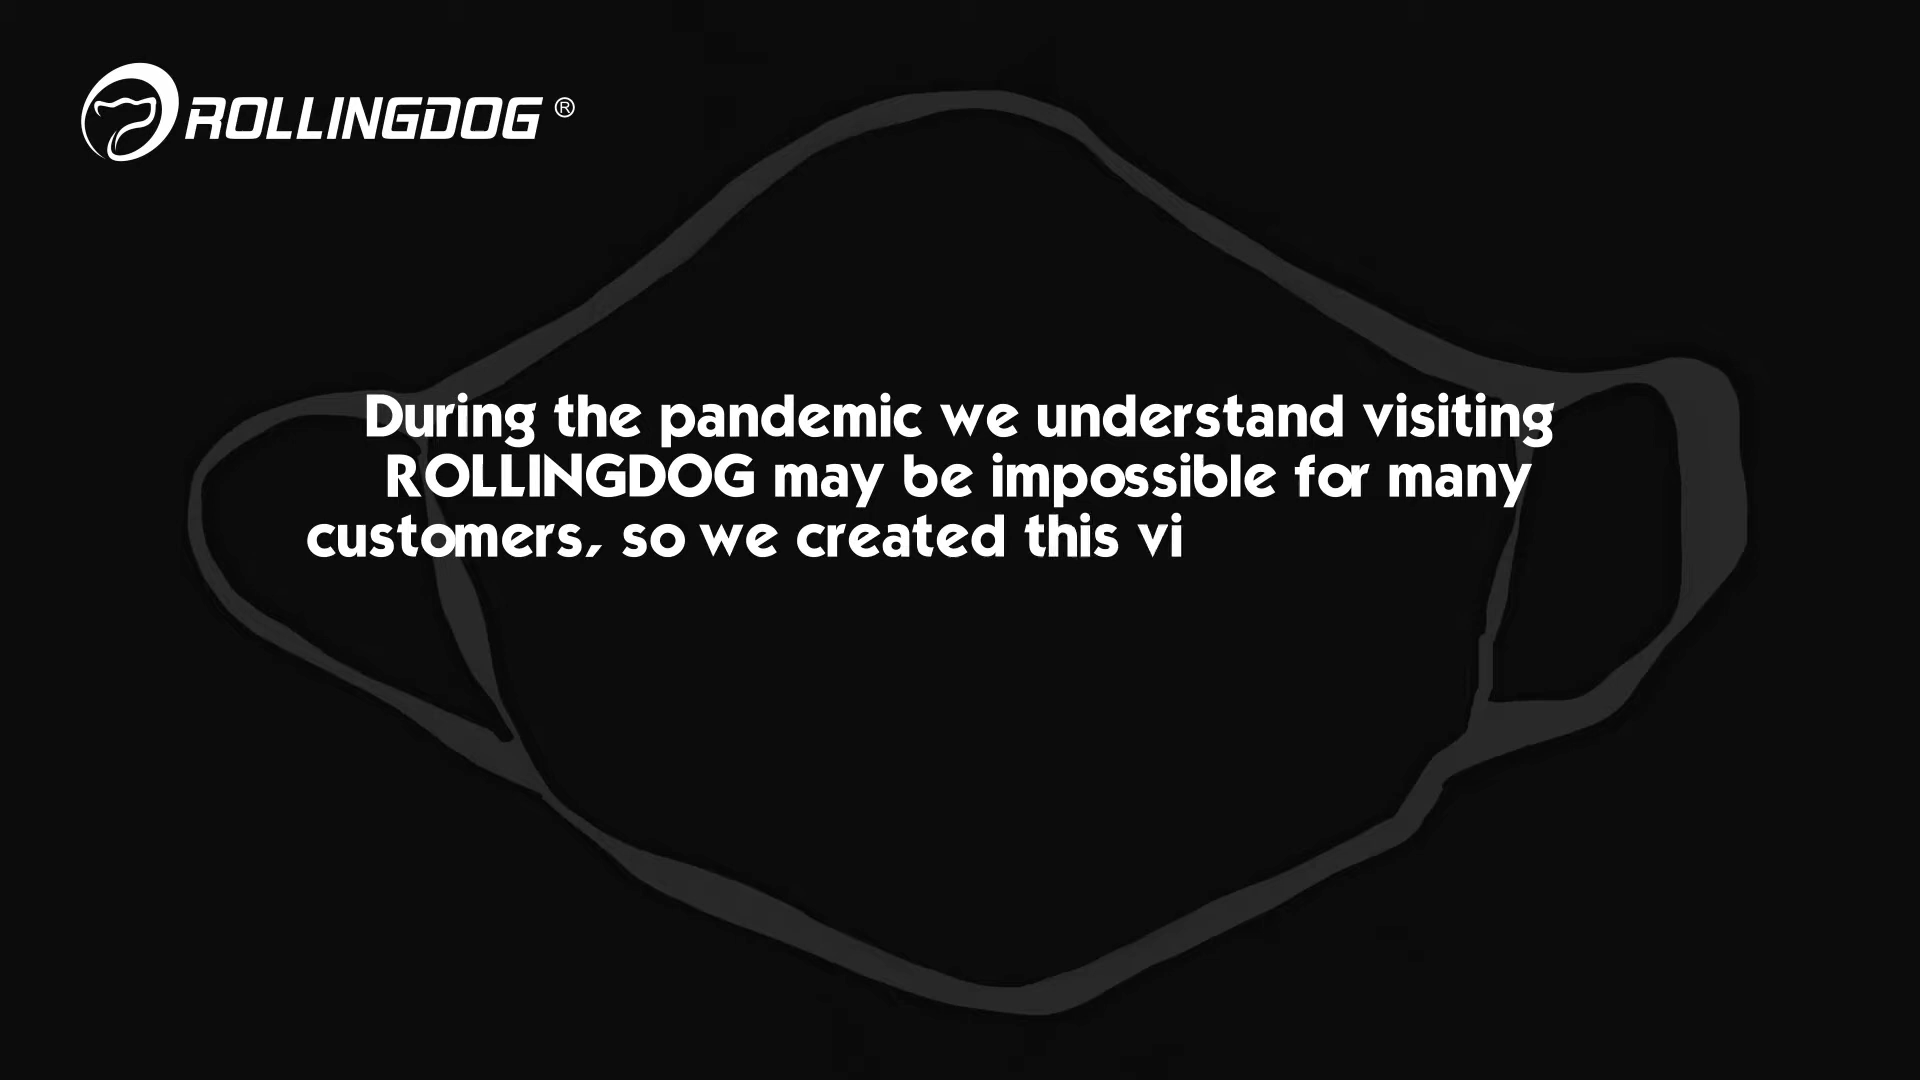 ROLLINGDOG ®
During the pandemic we understand visiting
ROLLINGDOG may be impossible for many
customers, so we created this vi